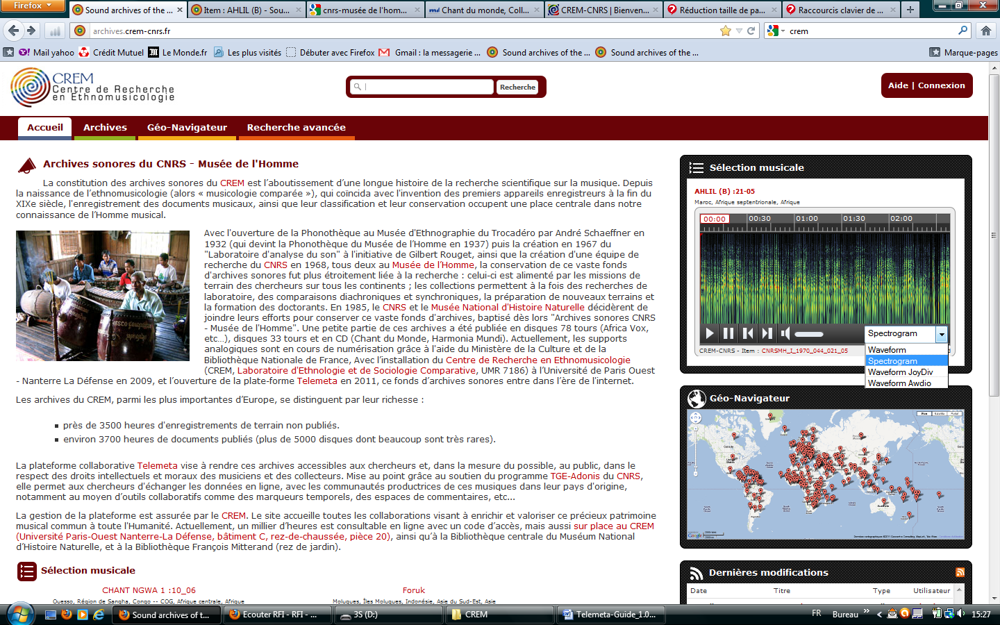 Firefox
Sound archives of the ...
Item : AHLIL (B) - Sou...
cnrs-musée de l'hom...
Chant du monde, Coll...
CREM-CNRS | Bienven...
Réduction taille de pa...
Raccourcis clavier de ...
archives.crem-cnrs.fr
crem
Mail yahoo
Crédit Mutuel
Le Monde.fr
Les plus visités
Débuter avec Firefox
Gmail : la messagerie ...
Sound archives of the ...
Sound archives of the ...
Marque-pages
CREM
Centre de Recherche
en Ethnomusicologie
Recherche
Aide | Connexion
Accueil
Archives
Géo-Navigateur
Recherche avancée
Archives sonores du CNRS - Musée de l'Homme
La constitution des archives sonores du CREM est l’aboutissement d’une longue histoire de la recherche scientifique sur la musique. Depuis
la naissance de l’ethnomusicologie (alors « musicologie comparée »), qui coïncida avec l'invention des premiers appareils enregistreurs à la fin du
XIXe siècle, l'enregistrement des documents musicaux, ainsi que leur classification et leur conservation occupent une place centrale dans notre
connaissance de l’Homme musical.
Avec l'ouverture de la Phonothèque au Musée d'Ethnographie du Trocadéro par André Schaeffner en
1932 (qui devint la Phonothèque du Musée de l’Homme en 1937) puis la création en 1967 du
"Laboratoire d'analyse du son" à l'initiative de Gilbert Rouget, ainsi que la création d'une équipe de
recherche du CNRS en 1968, tous deux au Musée de l’Homme, la conservation de ce vaste fonds
d'archives sonores fut plus étroitement liée à la recherche : celui-ci est alimenté par les missions de
terrain des chercheurs sur tous les continents ; les collections permettent à la fois des recherches de
laboratoire, des comparaisons diachroniques et synchroniques, la préparation de nouveaux terrains et
la formation des doctorants. En 1985, le CNRS et le Musée National d'Histoire Naturelle décidèrent de
joindre leurs efforts pour conserver ce vaste fonds d'archives, baptisé dès lors "Archives sonores CNRS
- Musée de l'Homme". Une petite partie de ces archives a été publiée en disques 78 tours (Africa Vox,
etc...), disques 33 tours et en CD (Chant du Monde, Harmonia Mundi). Actuellement, les supports
analogiques sont en cours de numérisation grâce à l'aide du Ministère de la Culture et de la
Bibliothèque Nationale de France, Avec l’installation du Centre de Recherche en Ethnomusicologie
(CREM, Laboratoire d'Ethnologie et de Sociologie Comparative, UMR 7186) à l’Université de Paris Ouest
- Nanterre La Défense en 2009, et l’ouverture de la plate-forme Telemeta en 2011, ce fonds d’archives sonores entre dans l’ère de l'internet.
Les archives du CREM, parmi les plus importantes d’Europe, se distinguent par leur richesse :
près de 3500 heures d'enregistrements de terrain non publiés.
environ 3700 heures de documents publiés (plus de 5000 disques dont beaucoup sont très rares).
La plateforme collaborative Telemeta vise à rendre ces archives accessibles aux chercheurs et, dans la mesure du possible, au public, dans le
respect des droits intellectuels et moraux des musiciens et des collecteurs. Mise au point grâce au soutien du programme TGE-Adonis du CNRS,
elle permet aux chercheurs d'échanger les données en ligne, avec les communautés productrices de ces musiques dans leur pays d'origine,
notamment au moyen d’outils collaboratifs comme des marqueurs temporels, des espaces de commentaires, etc...
La gestion de la plateforme est assurée par le CREM. Le site accueille toutes les collaborations visant à enrichir et valoriser ce précieux patrimoine
musical commun à toute l'Humanité. Actuellement, un millier d’heures est consultable en ligne avec un code d’accès, mais aussi sur place au CREM
(Université Paris-Ouest Nanterre-La Défense, bâtiment C, rez-de-chaussée, pièce 20), ainsi qu’à la Bibliothèque centrale du Muséum National
d’Histoire Naturelle, et à la Bibliothèque François Mitterrand (rez de jardin).
Sélection musicale
CHANT NGWA 1 :10_06
Ouesso, Région de Sangha, Congo -- COG, Afrique centrale, Afrique
Foruk
Moluques, Îles Moluques, Indonésie, Asie du Sud-Est, Asie
Sélection musicale
AHLIL (B) :21-05
Maroc, Afrique septentrionale, Afrique
00:00 00:30 01:00 01:30 02:00
Spectrogram
CREM-CNRS - Item : CNRSMH_I_1970_044_021_05
Waveform
Spectrogram
Waveform JoyDiv
Waveform Awdio
Géo-Navigateur
Dernières modifications
Date Titre Type Utilisateur
Sound archives of t...
Ecouter RFI - RFI - ...
3S (D:)
CREM
Telemeta-Guide_1.0...
FR
Bureau
15:27